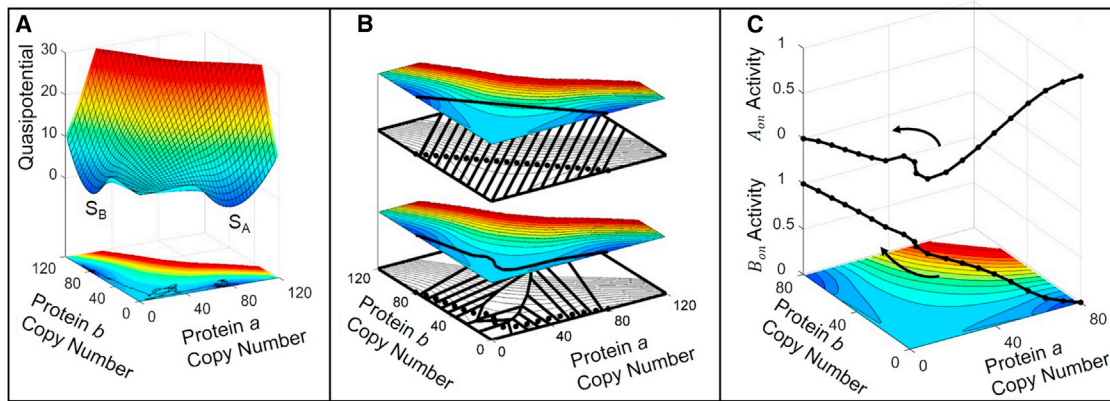 A
B
C
Quasipotential
30
20
10
0
S_B
S_A
120
80
40
0
0
40
80
120
Protein b
Copy Number
Protein a
Copy Number
120
80
40
0
0
80
120
Protein b
Copy Number
Protein a
Copy Number
1
0.5
0
A_on Activity
1
0.5
0
B_on Activity
80
40
0
0
40
80
Protein b
Copy Number
Protein a
Copy Number